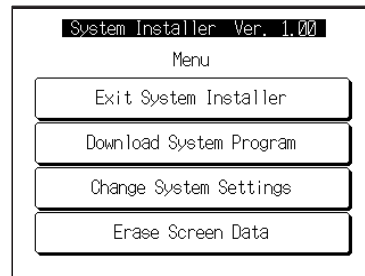 System Installer Ver. 1.00
Menu
Exit System Installer
Download System Program
Change System Settings
Erase Screen Data